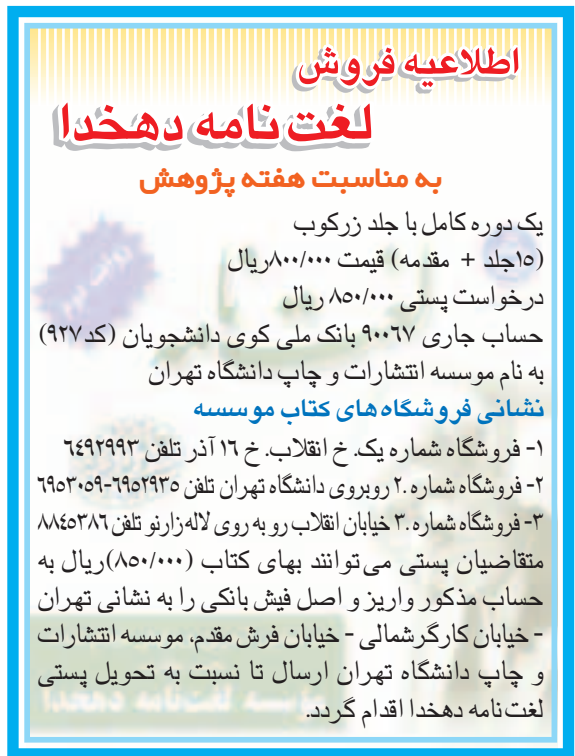 اطلاعیه فروش
لغت نامه دهخدا
به مناسبت هفته پژوهش
یک دوره کامل با جلد زرکوب
(۱۵جلد + مقدمه) قیمت ۸۰۰/۰۰۰ریال
درخواست پستی ۸۵۰/۰۰۰ ریال
حساب جاری ۹۰۰۶۷ بانک ملی کوی دانشجویان (کد۹۲۷)
به نام موسسه انتشارات و چاپ دانشگاه تهران
نشانی فروشگاه‌های کتاب موسسه
۱- فروشگاه شماره یک. خ انقلاب. خ ۱۶ آذر تلفن ۶۴۹۲۹۹۳
۲- فروشگاه شماره ۲. روبروی دانشگاه تهران تلفن ۶۹۵۲۹۳۵-۶۹۵۳۰۵۹
۳- فروشگاه شماره ۳. خیابان انقلاب رو به روی لاله‌زارنو تلفن ۸۸۴۵۳۸۶
متقاضیان پستی می‌توانند بهای کتاب (۸۵۰/۰۰۰)ریال به
حساب مذکور واریز و اصل فیش بانکی را به نشانی تهران
- خیابان کارگرشمالی - خیابان فرش مقدم، موسسه انتشارات
و چاپ دانشگاه تهران ارسال تا نسبت به تحویل پستی
لغت‌نامه دهخدا اقدام گردد.